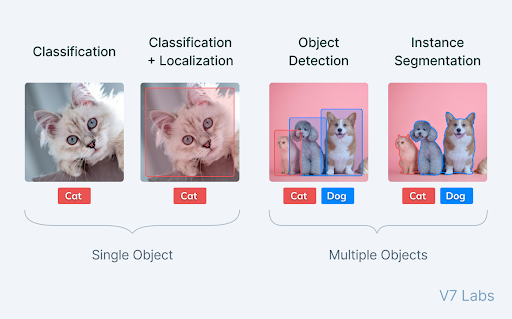 Classification
Classification
+ Localization
Object
Detection
Instance
Segmentation
Cat
Cat
Cat
Dog
Cat
Dog
Single Object
Multiple Objects
V7 Labs